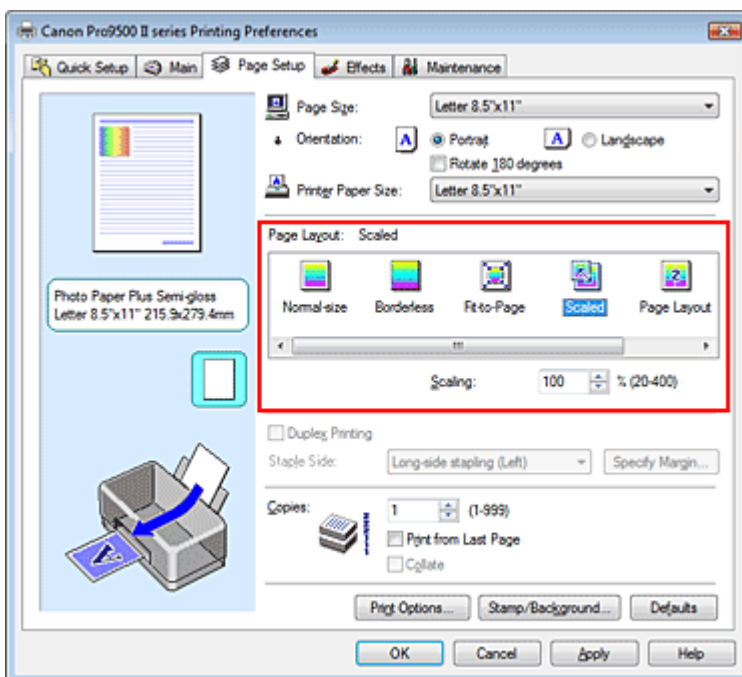 Canon Pro9500 II series Printing Preferences
Quick Setup Main Page Setup Effects Maintenance
Page Size: Letter 8.5"x11"
Orientation: A Portrait A Landscape
Rotate 180 degrees
Printer Paper Size: Letter 8.5"x11"
Page Layout: Scaled
Normal-size Borderless Fit-to-Page Scaled Page Layout
Scaling: 100 % (20-400)
Photo Paper Plus Semi-gloss
Letter 8.5"x11" 215.9x279.4mm
Duplex Printing
Staple Side: Long-side stapling (Left) Specify Margin...
Copies: 1 (1-999)
Print from Last Page
Collate
A
Print Options... Stamp/Background... Defaults
OK Cancel Apply Help